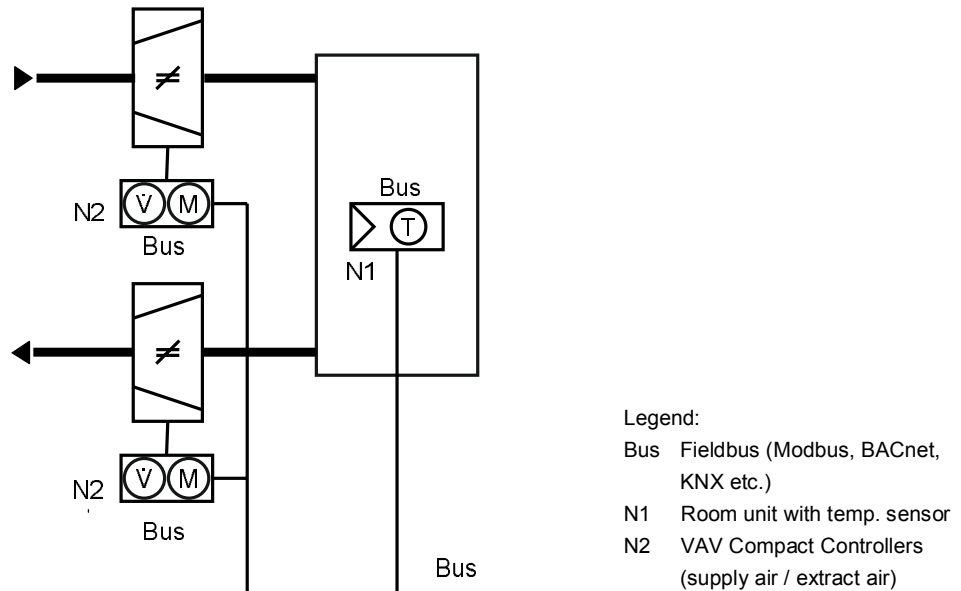 Bus
N2
V̇ M
Bus
T
N1
N2
V̇ M
Bus
Bus
Legend:
Bus Fieldbus (Modbus, BACnet,
KNX etc.)
N1 Room unit with temp. sensor
N2 VAV Compact Controllers
(supply air / extract air)